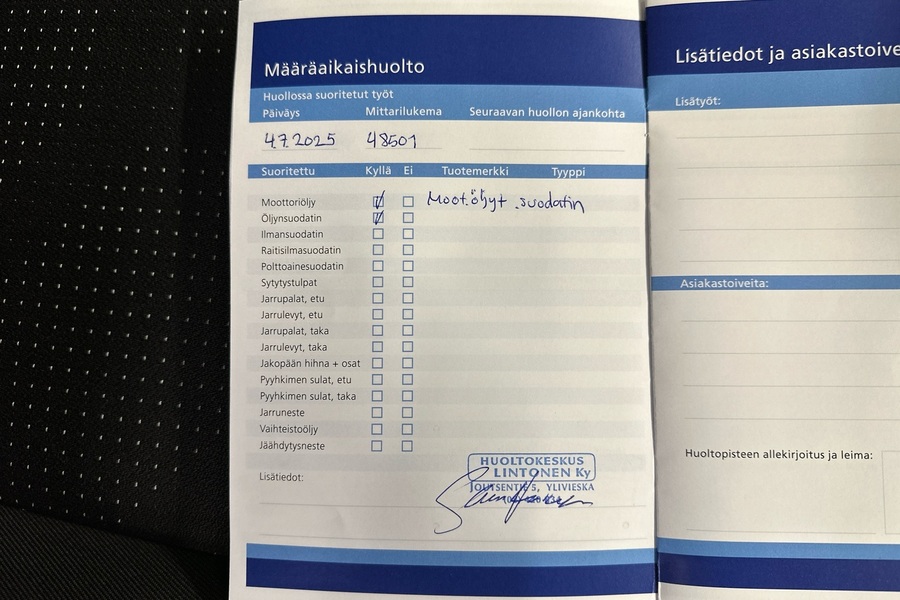 Määräaikaishuolto
Huollossa suoritetut työt
Päiväys Mittarilukema Seuraavan huollon ajankohta
4.7.2025 48501
Suoritettu Kyllä Ei Tuotemerkki Tyyppi
Moottoriöljy Moot.öljyt .suodatin
Öljynsuodatin
Ilmansuodatin
Raitisilmasuodatin
Polttoainesuodatin
Sytytystulpat
Jarrupalat, etu
Jarrulevyt, etu
Jarrupalat, taka
Jarrulevyt, taka
Jakopään hihna + osat
Pyyhkimen sulat, etu
Pyyhkimen sulat, taka
Jarruneste
Vaihteistoöljy
Jäähdytysneste
Lisätiedot:
HUOLTOKESKUS
LINTONEN Ky
JOUTSENTIE 5, YLIVIESKA
Lisätiedot ja asiakastoive
Lisätyöt:
Asiakastoiveita:
Huoltopisteen allekirjoitus ja leima: